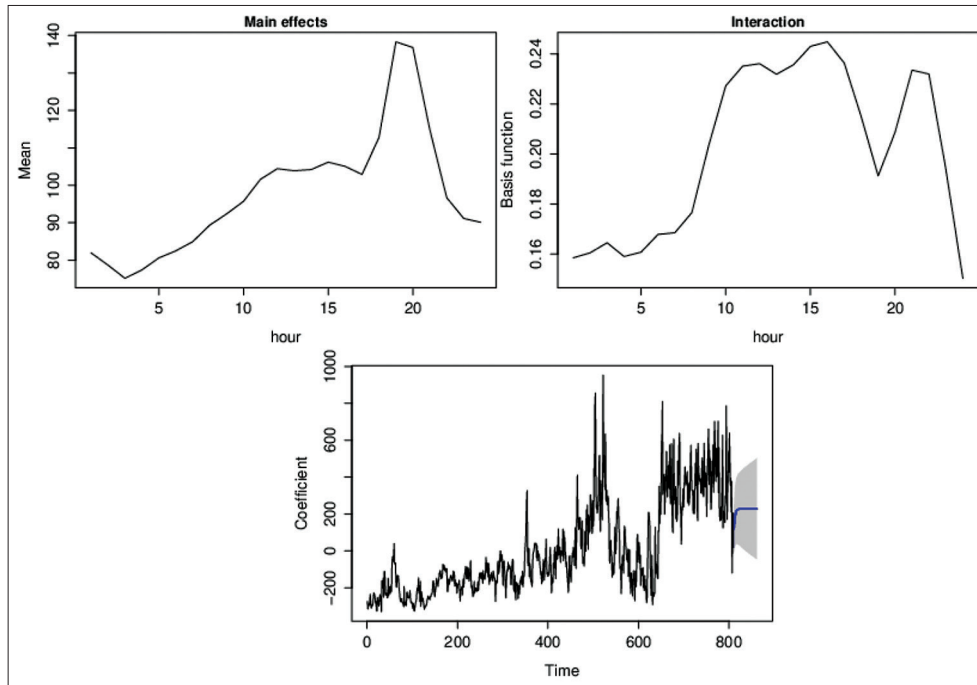 Main effects
Mean
140
120
100
90
80
5 10 15 20
hour
Interaction
Basis function
0.24
0.22
0.20
0.18
0.16
5 10 15 20
hour
Coefficient
1000
600
200
0
−200
0 200 400 600 800
Time